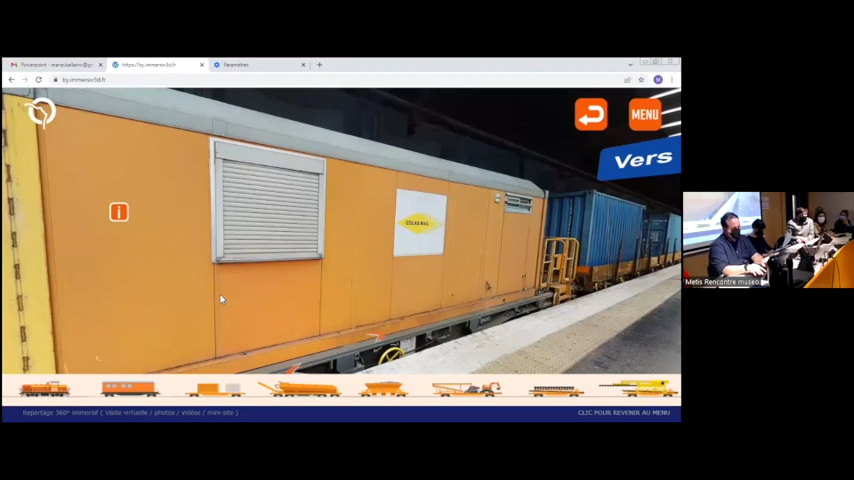 https://by.immersiv3d.fr
Paramètres
by.immersiv3d.fr
M
MENU
Vers
i
COLAS RAIL
Metis Rencontre museo
Reportage 360° immersif ( Visite virtuelle / photos / vidéos / mini-site )
CLIC POUR REVENIR AU MENU